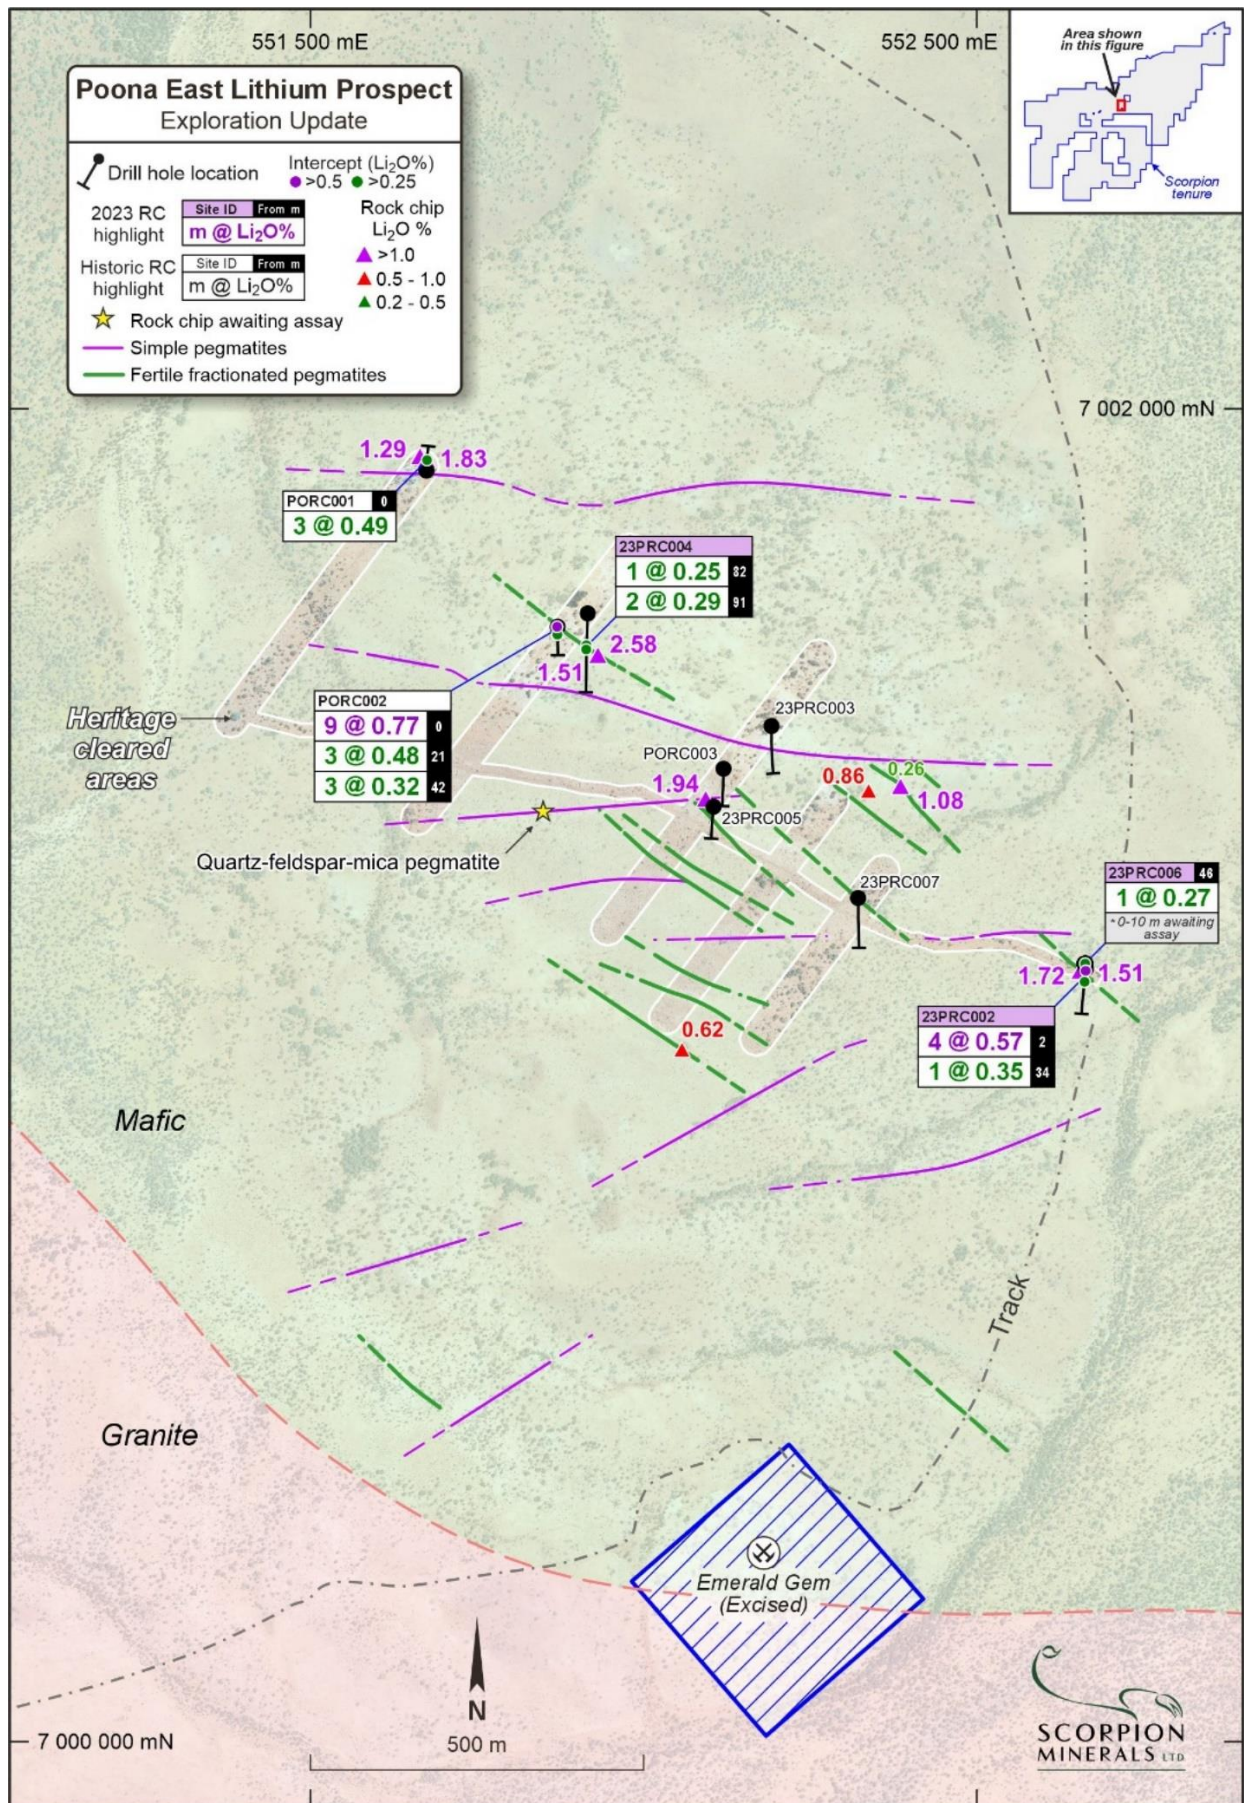 551 500 mE
552 500 mE
Poona East Lithium Prospect
Exploration Update
Drill hole location
Intercept (Li₂O%)
>0.5
>0.25
2023 RC
highlight
Site ID
From m
m @ Li₂O%
Historic RC
highlight
Site ID
From m
m @ Li₂O%
Rock chip
Li₂O %
>1.0
0.5 - 1.0
0.2 - 0.5
Rock chip awaiting assay
Simple pegmatites
Fertile fractionated pegmatites
Area shown
in this figure
Scorpion
tenure
7 002 000 mN
1.29
1.83
PORC001
0
3 @ 0.49
23PRC004
1 @ 0.25
82
2 @ 0.29
91
2.58
1.51
PORC002
9 @ 0.77
0
3 @ 0.48
21
3 @ 0.32
42
Heritage
cleared
areas
23PRC003
PORC003
1.94
23PRC005
0.86
0.26
1.08
Quartz-feldspar-mica pegmatite
23PRC007
23PRC006
46
1 @ 0.27
*0-10 m awaiting
assay
1.72
1.51
23PRC002
4 @ 0.57
2
1 @ 0.35
34
0.62
Mafic
Granite
Track
Emerald Gem
(Excised)
N
500 m
7 000 000 mN
SCORPION
MINERALS LTD